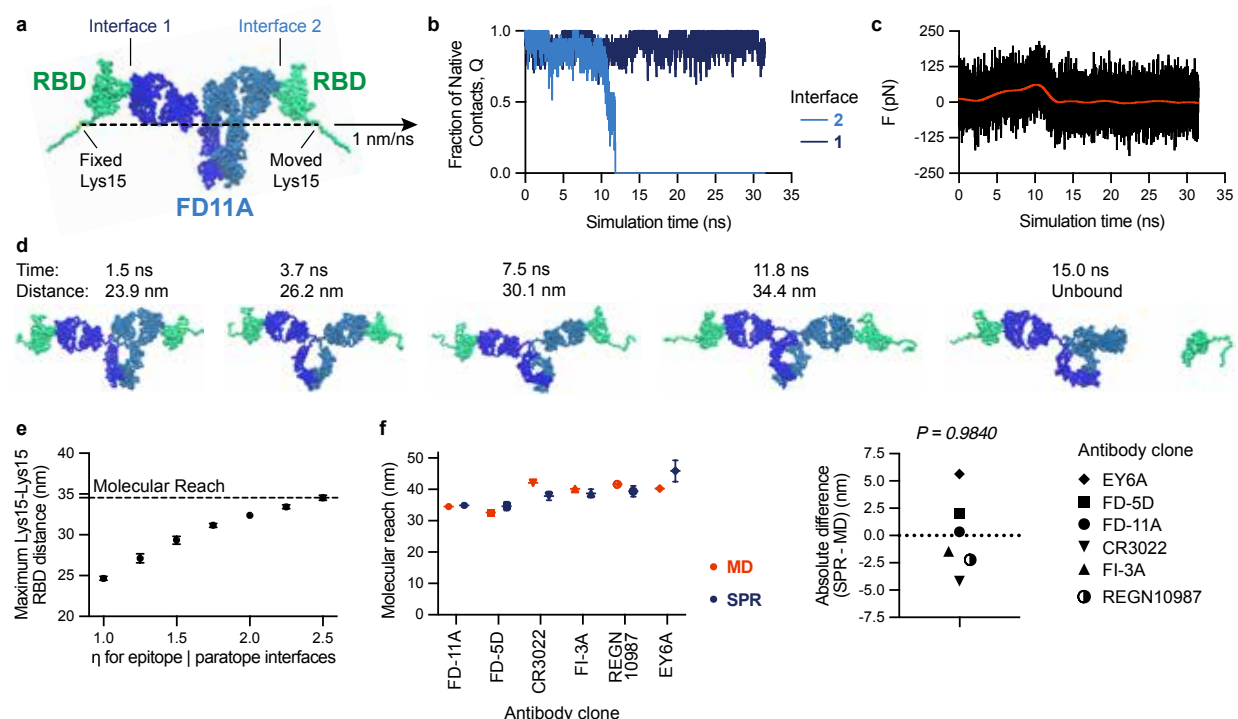 a
Interface 1
Interface 2
RBD
RBD
Fixed
Lys15
Moved
Lys15
1 nm/ns
FD11A
b
Fraction of Native
Contacts, Q
1.0
0.5
0.0
0 5 10 15 20 25 30 35
Simulation time (ns)
Interface
2
1
c
F (pN)
250
125
0
-125
-250
0 5 10 15 20 25 30 35
Simulation time (ns)
d
Time: 1.5 ns 3.7 ns 7.5 ns 11.8 ns 15.0 ns
Distance: 23.9 nm 26.2 nm 30.1 nm 34.4 nm Unbound
e
Maximum Lys15-Lys15
RBD distance (nm)
40
35
30
25
20
Molecular Reach
1.0 1.5 2.0 2.5
η for epitope | paratope interfaces
f
Molecular reach (nm)
50
40
30
20
10
0
FD-11A
FD-5D
CR3022
FI-3A
REGN
10987
EY6A
Antibody clone
MD
SPR
P = 0.9840
Absolute difference
(SPR - MD) (nm)
7.5
5.0
2.5
0.0
-2.5
-5.0
-7.5
Antibody clone
EY6A
FD-5D
FD-11A
CR3022
FI-3A
REGN10987